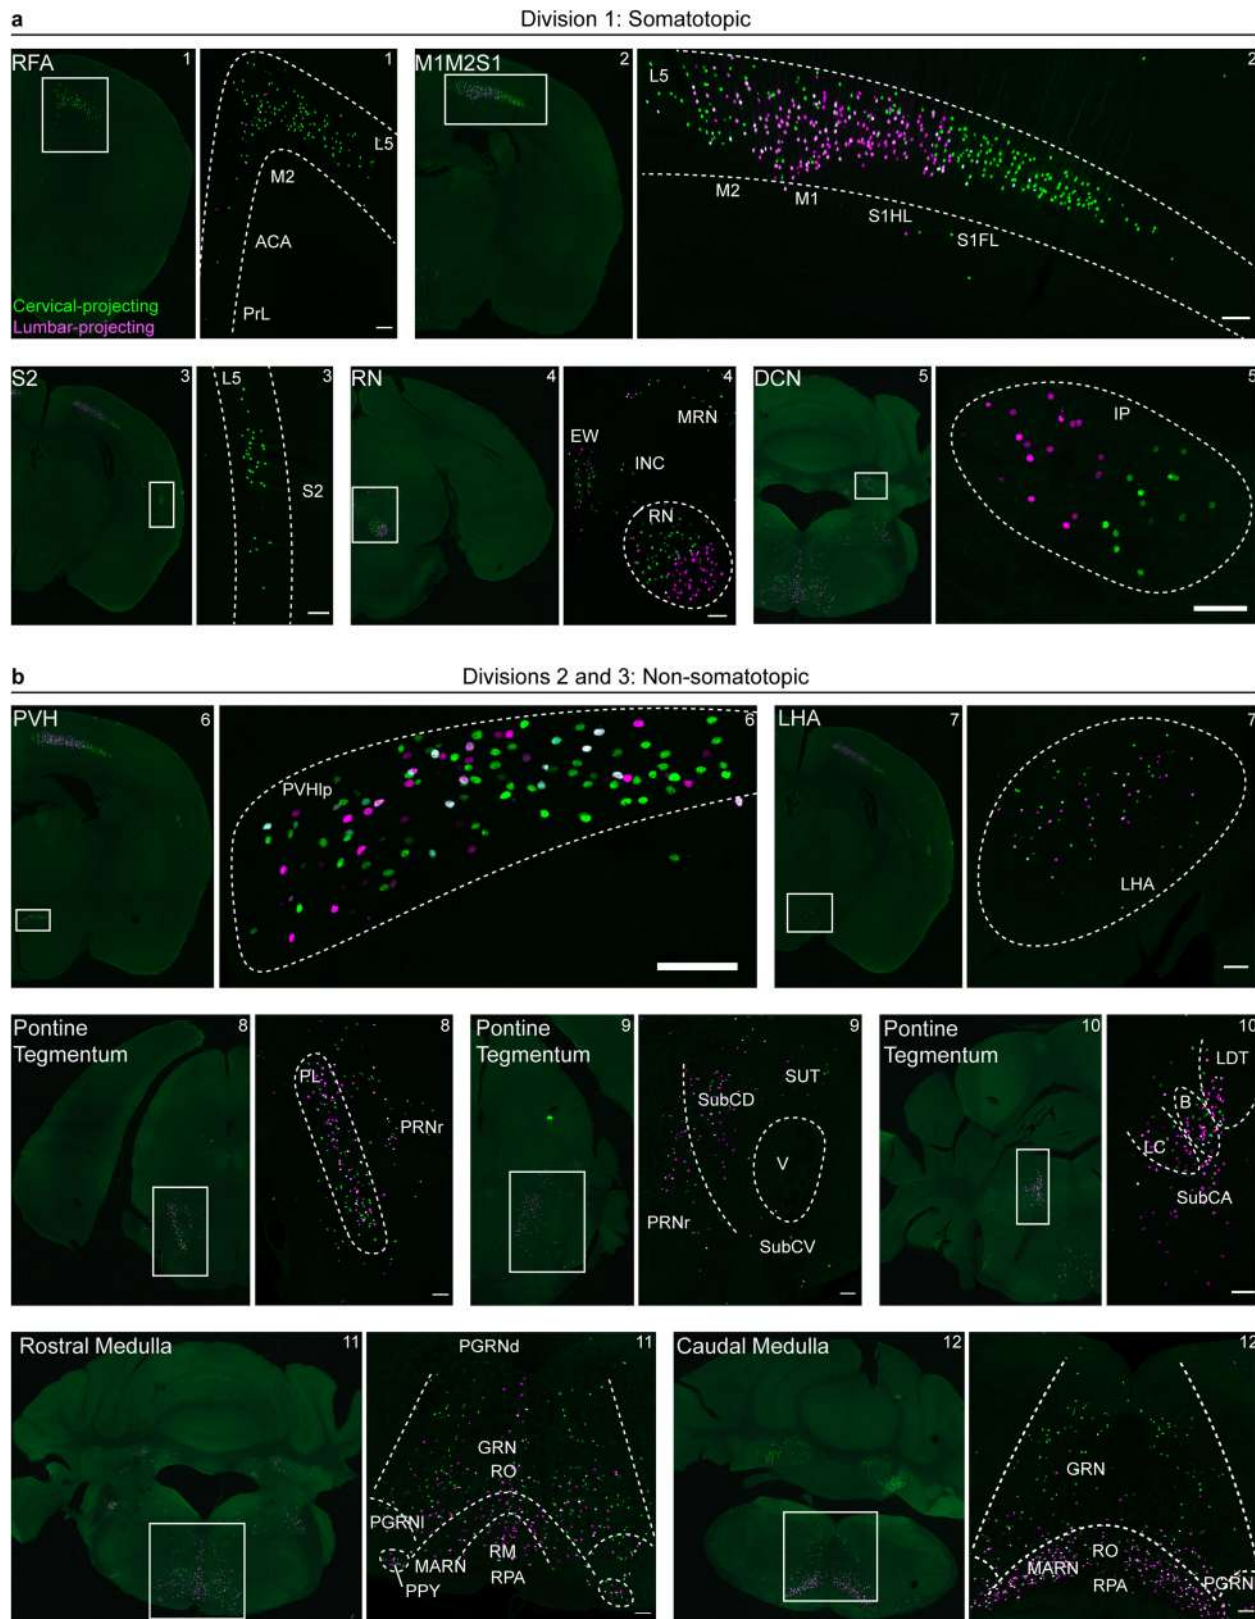 a
Division 1: Somatotopic
RFA
1
1
L5
M2
ACA
PrL
Cervical-projecting
Lumbar-projecting
M1M2S1
2
2
L5
M2
M1
S1HL
S1FL
S2
3
3
L5
S2
RN
4
4
MRN
EW
INC
RN
DCN
5
5
IP
b
Divisions 2 and 3: Non-somatotopic
PVH
6
6
PVHlp
LHA
7
7
LHA
Pontine
Tegmentum
8
8
PL
PRNr
Pontine
Tegmentum
9
9
SUT
SubCD
V
PRNr
SubCV
Pontine
Tegmentum
10
10
LDT
B
LC
SubCA
Rostral Medulla
11
11
PGRNd
GRN
RO
PGRNl
MARN
RM
RPA
PPY
Caudal Medulla
12
12
GRN
RO
MARN
RPA
PGRNl